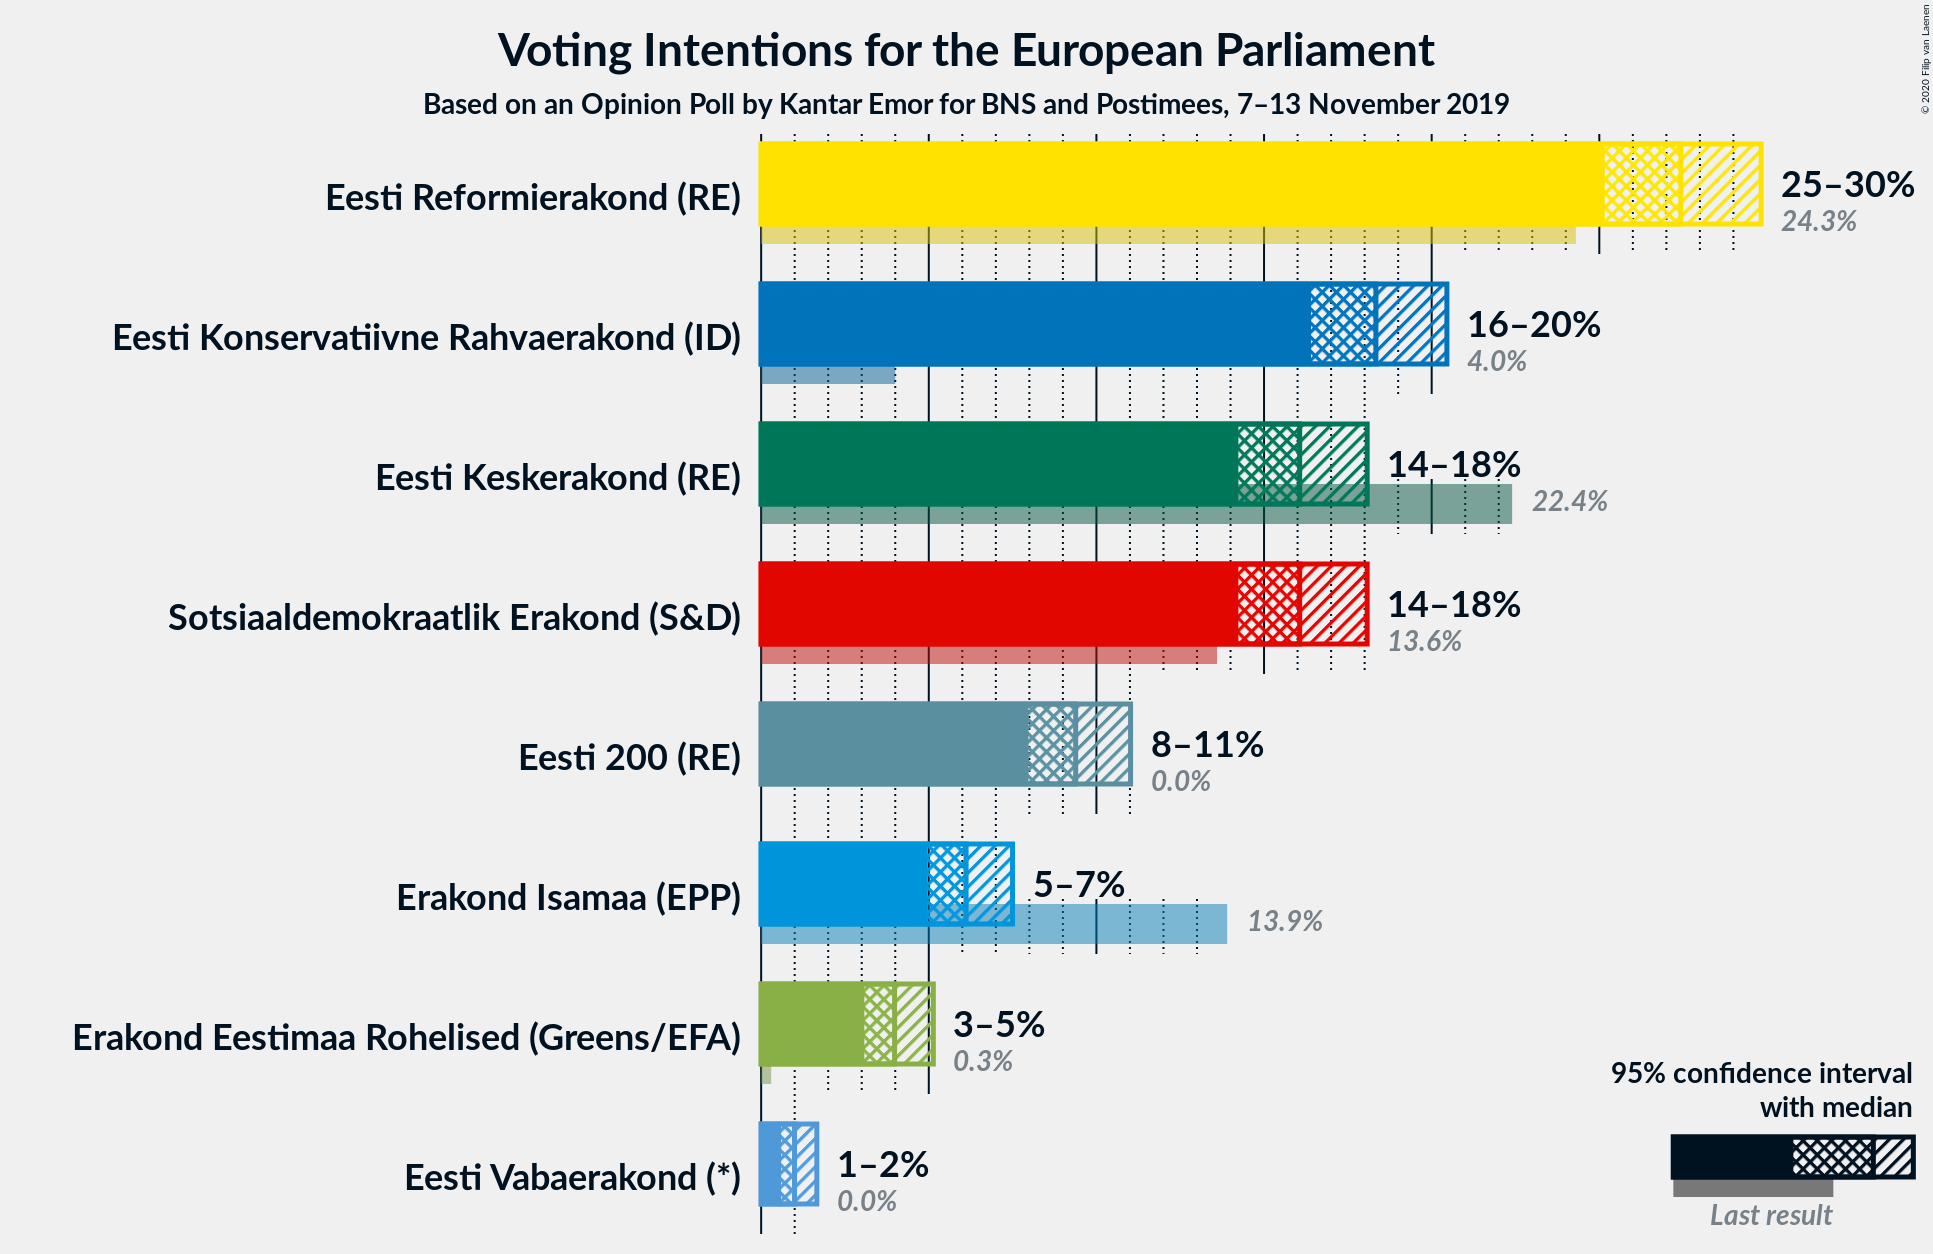 Voting Intentions for the European Parliament
Based on an Opinion Poll by Kantar Emor for BNS and Postimees, 7–13 November 2019
© 2020 Filip van Laenen
Eesti Reformierakond (RE)
25–30%
24.3%
Eesti Konservatiivne Rahvaerakond (ID)
16–20%
4.0%
Eesti Keskerakond (RE)
14–18%
22.4%
Sotsiaaldemokraatlik Erakond (S&D)
14–18%
13.6%
Eesti 200 (RE)
8–11%
0.0%
Erakond Isamaa (EPP)
5–7%
13.9%
Erakond Eestimaa Rohelised (Greens/EFA)
3–5%
0.3%
Eesti Vabaerakond (*)
1–2%
0.0%
95% confidence interval
with median
Last result